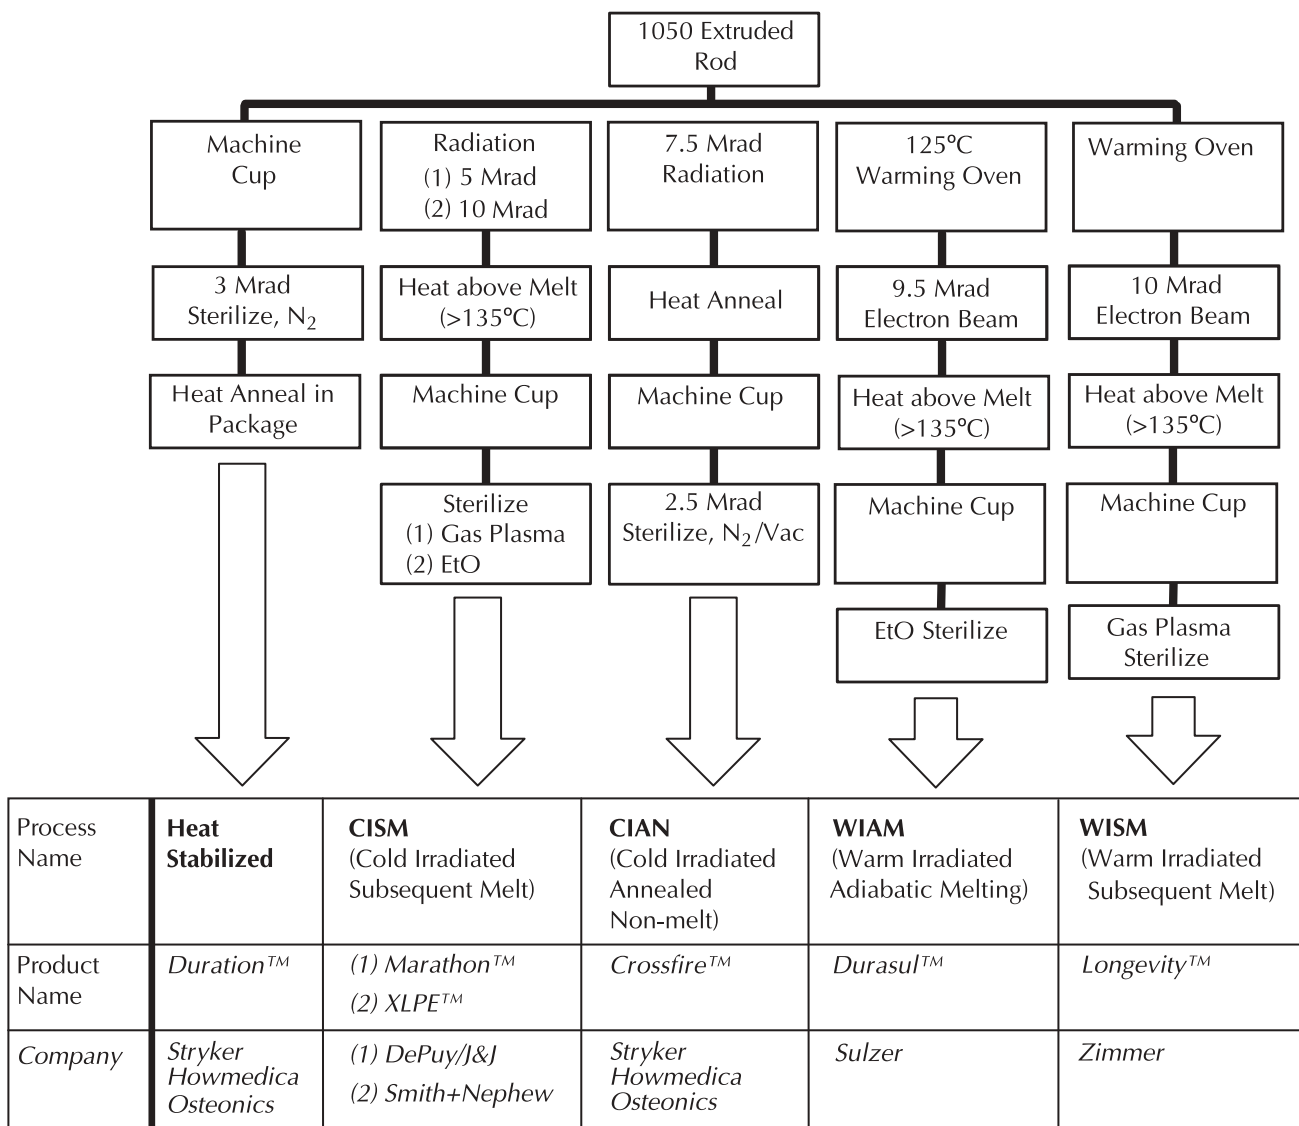 1050 Extruded
Rod
Machine
Cup
3 Mrad
Sterilize, N₂
Heat Anneal in
Package
Radiation
(1) 5 Mrad
(2) 10 Mrad
Heat above Melt
(>135ºC)
Machine Cup
Sterilize
(1) Gas Plasma
(2) EtO
7.5 Mrad
Radiation
Heat Anneal
Machine Cup
2.5 Mrad
Sterilize, N₂/Vac
125ºC
Warming Oven
9.5 Mrad
Electron Beam
Heat above Melt
(>135ºC)
Machine Cup
EtO Sterilize
Warming Oven
10 Mrad
Electron Beam
Heat above Melt
(>135ºC)
Machine Cup
Gas Plasma
Sterilize
Process
Name
Heat
Stabilized
CISM
(Cold Irradiated
Subsequent Melt)
CIAN
(Cold Irradiated
Annealed
Non-melt)
WIAM
(Warm Irradiated
Adiabatic Melting)
WISM
(Warm Irradiated
Subsequent Melt)
Product
Name
Duration™
(1) Marathon™
(2) XLPE™
Crossfire™
Durasul™
Longevity™
Company
Stryker
Howmedica
Osteonics
(1) DePuy/J&J
(2) Smith+Nephew
Stryker
Howmedica
Osteonics
Sulzer
Zimmer